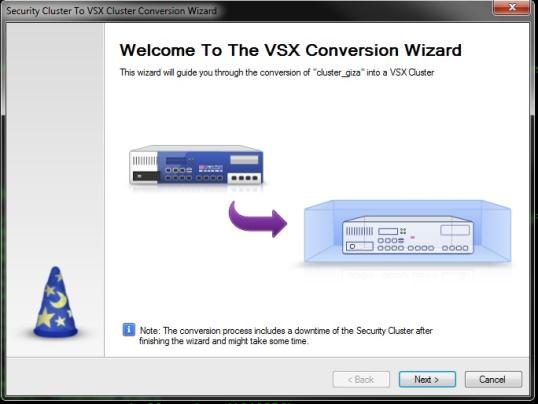 Security Cluster To VSX Cluster Conversion Wizard
Welcome To The VSX Conversion Wizard
This wizard will guide you through the conversion of "cluster_giza" into a VSX Cluster
Note: The conversion process includes a downtime of the Security Cluster after
finishing the wizard and might take some time.
< Back
Next >
Cancel